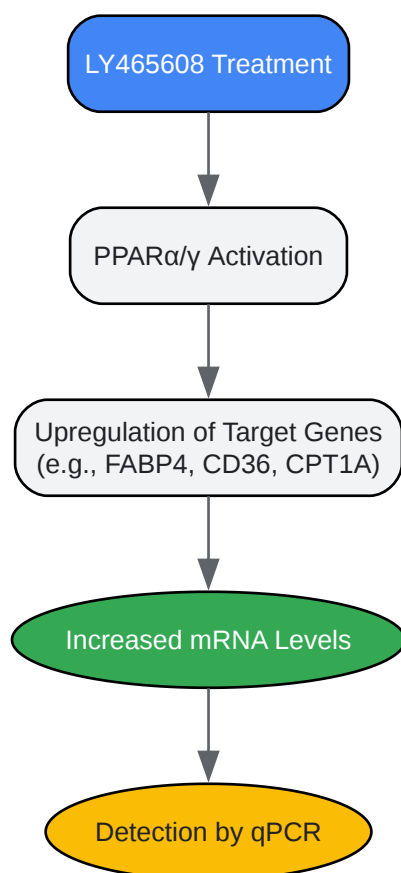 LY465608 Treatment
PPARα/γ Activation
Upregulation of Target Genes
(e.g., FABP4, CD36, CPT1A)
Increased mRNA Levels
Detection by qPCR